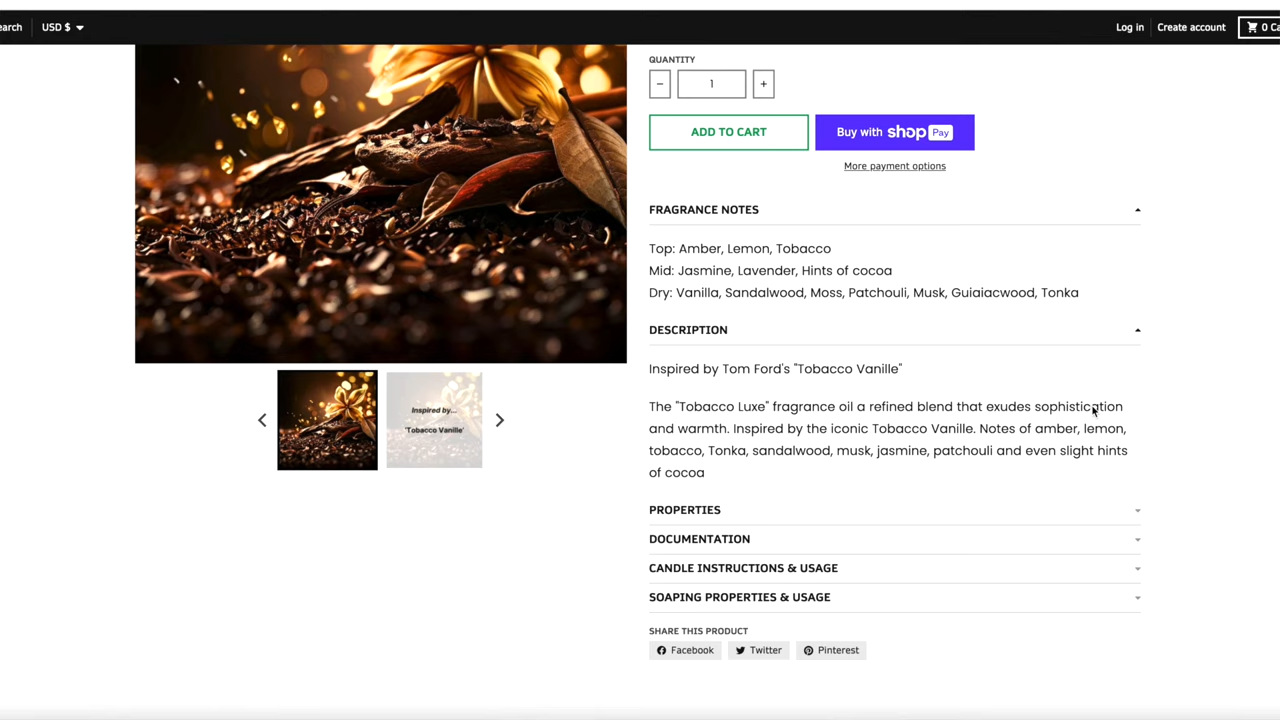 earch
USD $
Log in
Create account
0 Ca
QUANTITY
− 1 +
ADD TO CART
Buy with shop Pay
More payment options
FRAGRANCE NOTES
Top: Amber, Lemon, Tobacco
Mid: Jasmine, Lavender, Hints of cocoa
Dry: Vanilla, Sandalwood, Moss, Patchouli, Musk, Guiaiacwood, Tonka
DESCRIPTION
Inspired by Tom Ford's "Tobacco Vanille"
The "Tobacco Luxe" fragrance oil a refined blend that exudes sophistication
and warmth. Inspired by the iconic Tobacco Vanille. Notes of amber, lemon,
tobacco, Tonka, sandalwood, musk, jasmine, patchouli and even slight hints
of cocoa
Inspired by...
'Tobacco Vanille'
PROPERTIES
DOCUMENTATION
CANDLE INSTRUCTIONS & USAGE
SOAPING PROPERTIES & USAGE
SHARE THIS PRODUCT
Facebook
Twitter
Pinterest